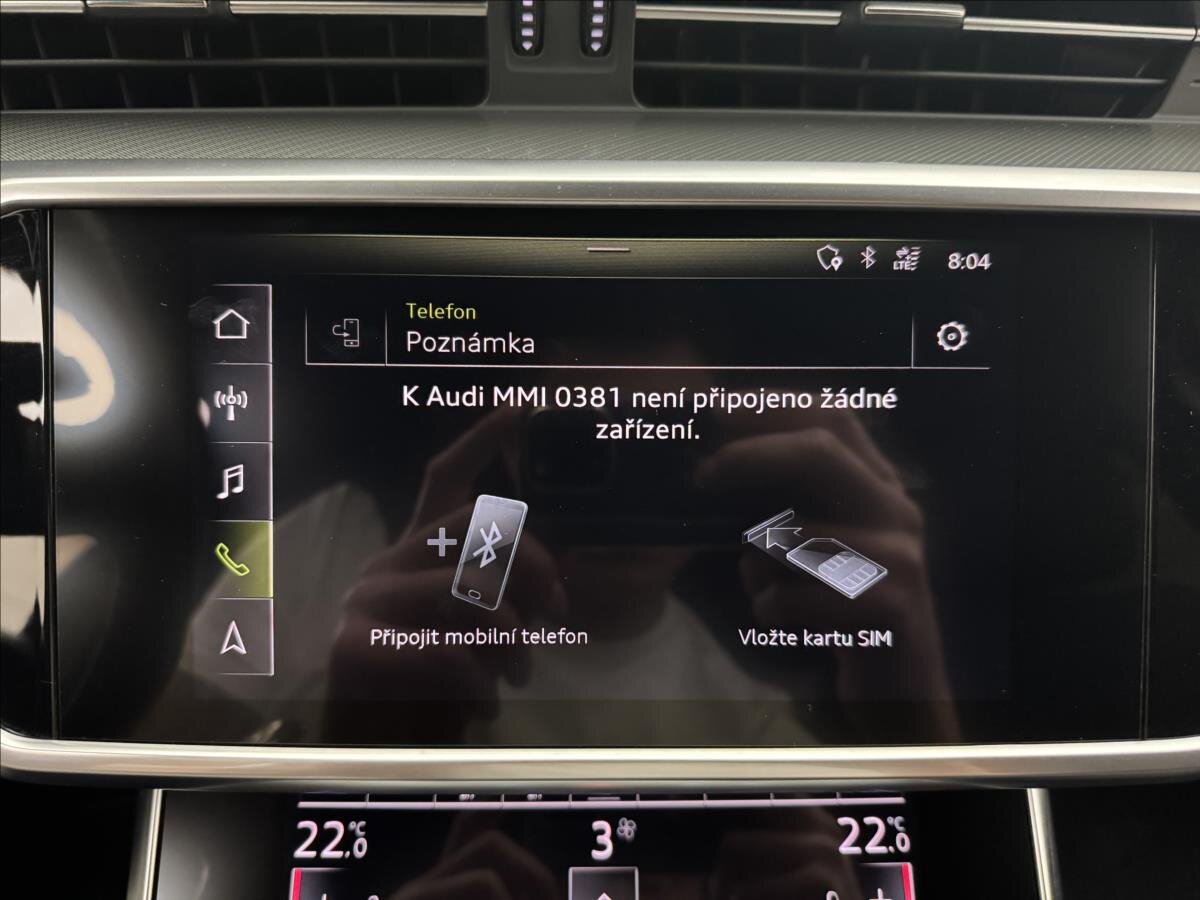 LTE 8:04
Telefon
Poznámka
K Audi MMI 0381 není připojeno žádné
zařízení.
Připojit mobilní telefon
Vložte kartu SIM
22.0 °C 3 22.0 °C